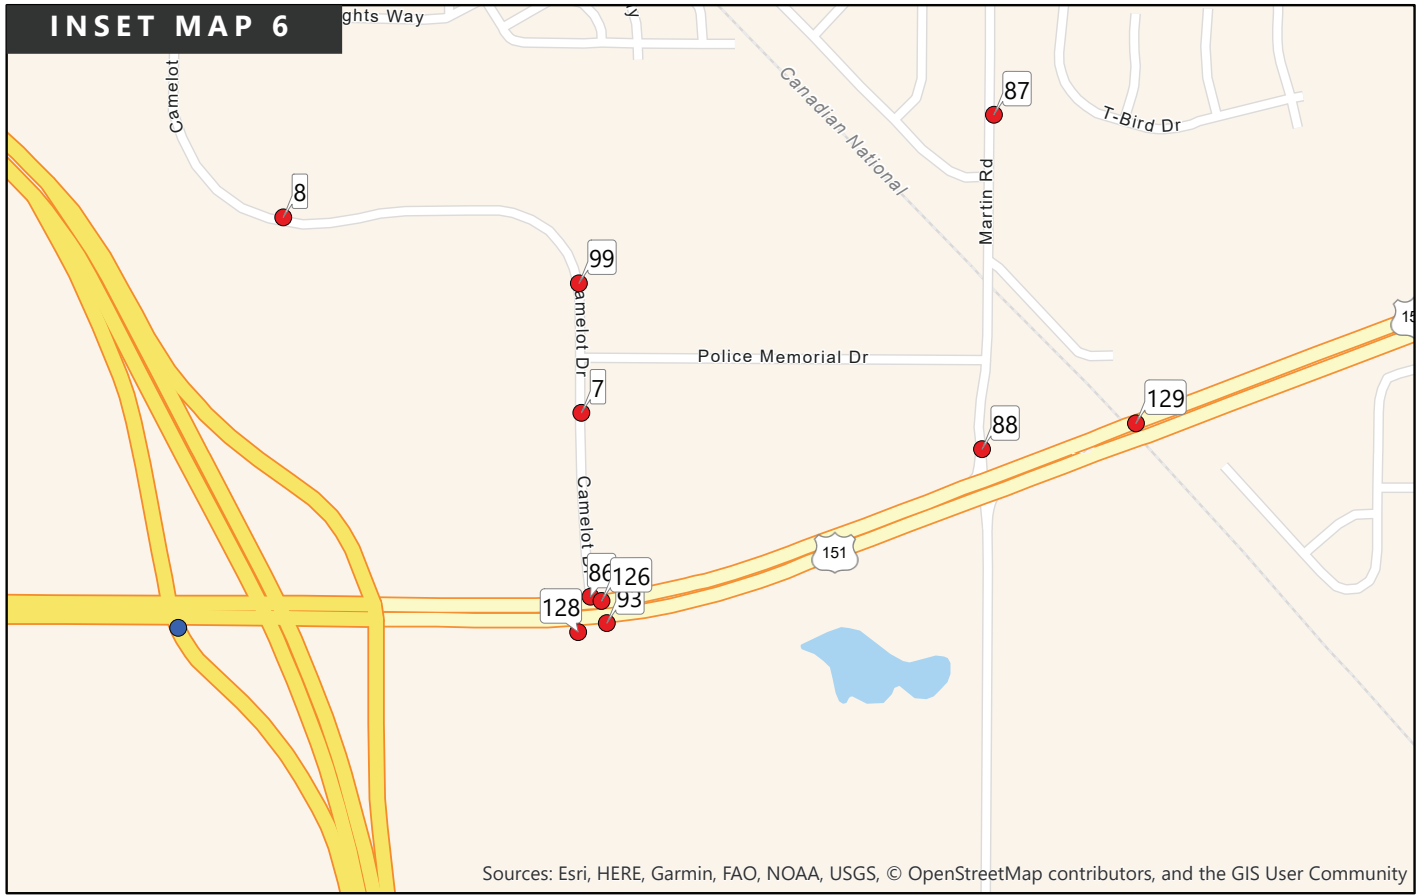 INSET MAP 6
ghts Way
y
Camelot
Canadian National
87
T-Bird Dr
8
Martin Rd
99
amelot Dr
15
Police Memorial Dr
7
129
88
Camelot D
151
86
126
128
93
Sources: Esri, HERE, Garmin, FAO, NOAA, USGS, © OpenStreetMap contributors, and the GIS User Community